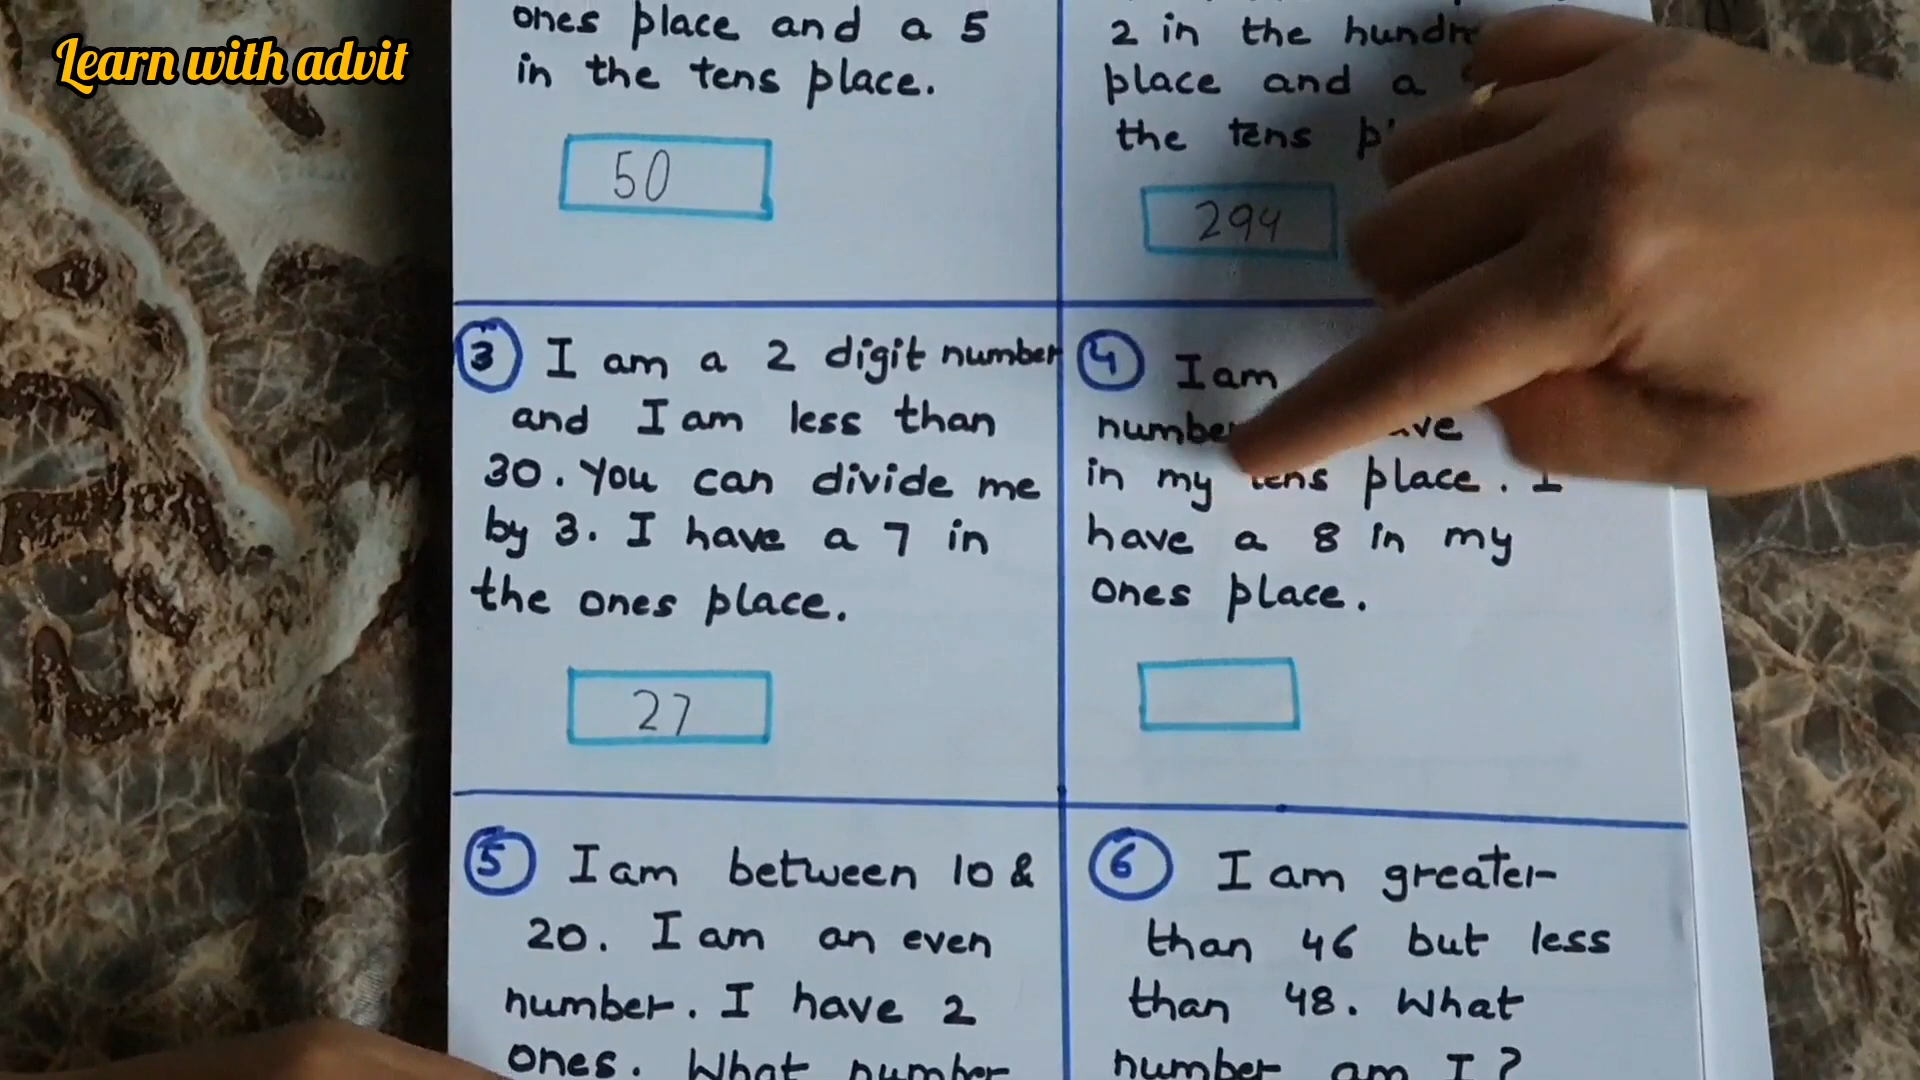 Learn with advit
ones place and a 5
in the tens place.
50
2 in the
place and a
the tens
294
3 I am a 2 digit number
and I am less than
30. You can divide me
by 3. I have a 7 in
the ones place.
27
4 I am
in my tens place. I
have a 8 in my
ones place.
5 I am between 10 &
20. I am an even
number. I have 2
ones. What number
6 I am greater
than 46 but less
than 48. What
number am I?